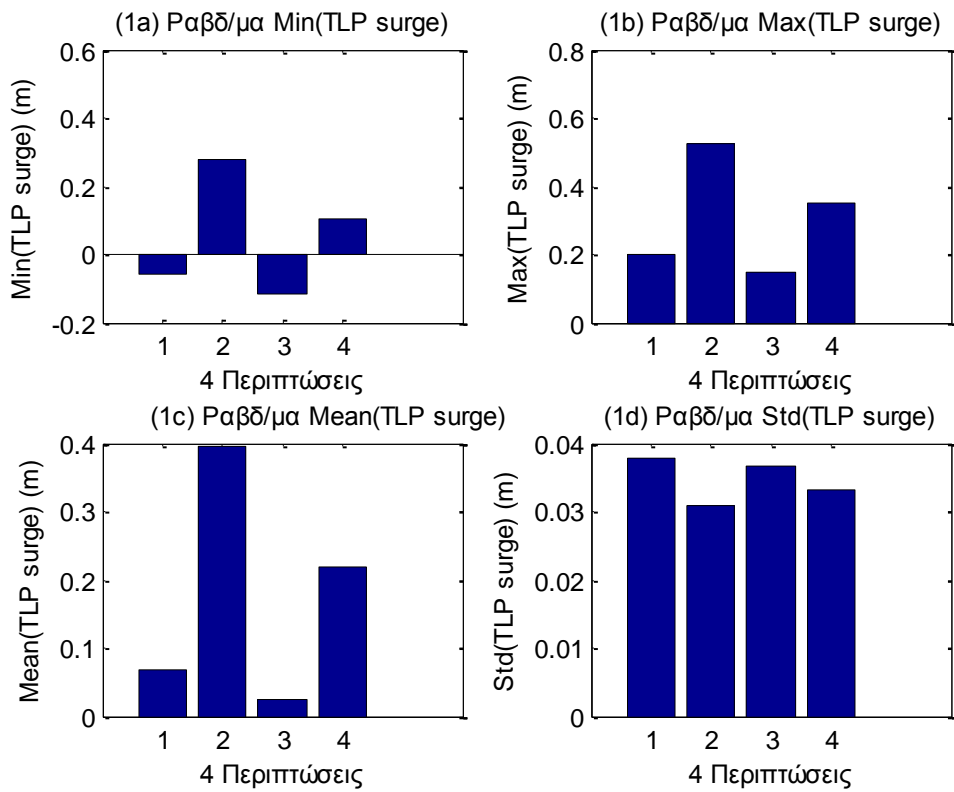 (1a) Ραβδ/μα Min(TLP surge)
Min(TLP surge) (m)
0.6
0.4
0.2
0
-0.2
1 2 3 4
4 Περιπτώσεις
(1b) Ραβδ/μα Max(TLP surge)
Max(TLP surge) (m)
0.8
0.6
0.4
0.2
0
1 2 3 4
4 Περιπτώσεις
(1c) Ραβδ/μα Mean(TLP surge)
Mean(TLP surge) (m)
0.4
0.3
0.2
0.1
0
1 2 3 4
4 Περιπτώσεις
(1d) Ραβδ/μα Std(TLP surge)
Std(TLP surge) (m)
0.04
0.03
0.02
0.01
0
1 2 3 4
4 Περιπτώσεις